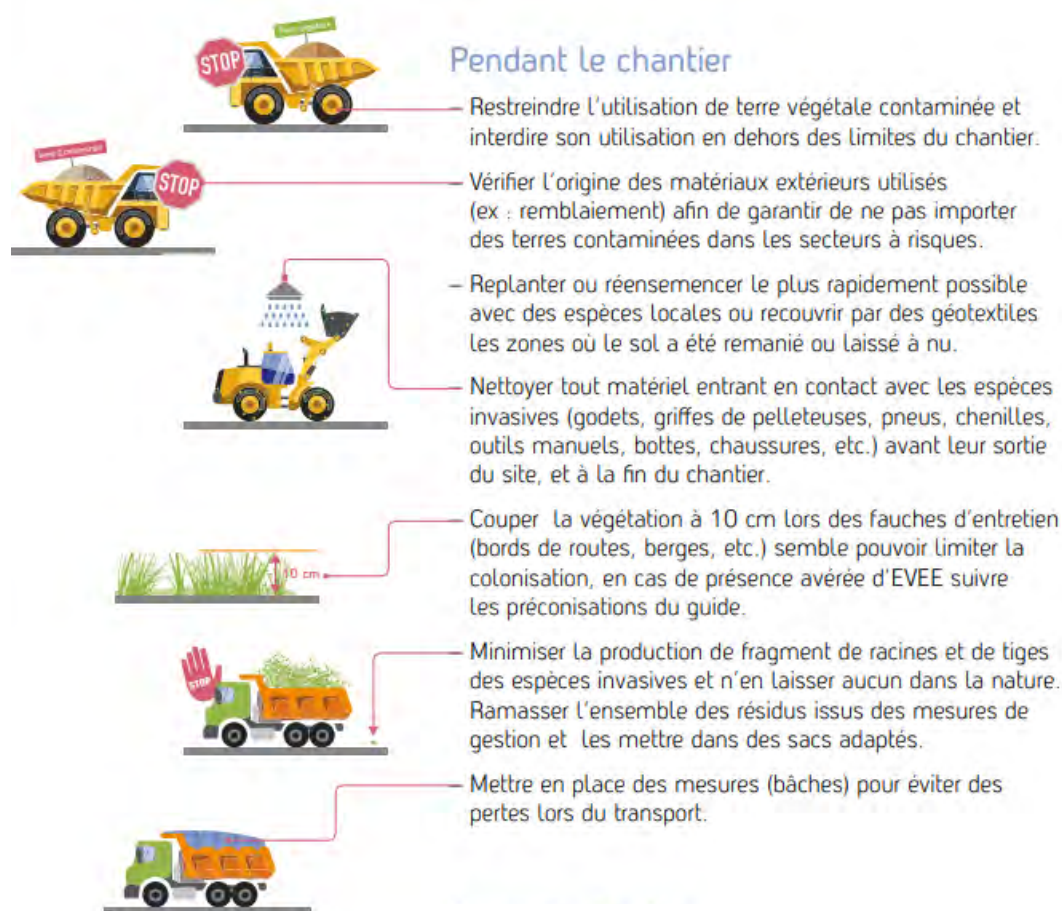 STOP
Pendant le chantier
– Restreindre l'utilisation de terre végétale contaminée et
interdire son utilisation en dehors des limites du chantier.
STOP
– Vérifier l'origine des matériaux extérieurs utilisés
(ex : remblaiement) afin de garantir de ne pas importer
des terres contaminées dans les secteurs à risques.
– Replanter ou réensemencer le plus rapidement possible
avec des espèces locales ou recouvrir par des géotextiles
les zones où le sol a été remanié ou laissé à nu.
– Nettoyer tout matériel entrant en contact avec les espèces
invasives (godets, griffes de pelleteuses, pneus, chenilles,
outils manuels, bottes, chaussures, etc.) avant leur sortie
du site, et à la fin du chantier.
– Couper la végétation à 10 cm lors des fauches d'entretien
(bords de routes, berges, etc.) semble pouvoir limiter la
colonisation, en cas de présence avérée d'EVEE suivre
les préconisations du guide.
10 cm
– Minimiser la production de fragment de racines et de tiges
des espèces invasives et n'en laisser aucun dans la nature.
Ramasser l'ensemble des résidus issus des mesures de
gestion et les mettre dans des sacs adaptés.
STOP
– Mettre en place des mesures (bâches) pour éviter des
pertes lors du transport.